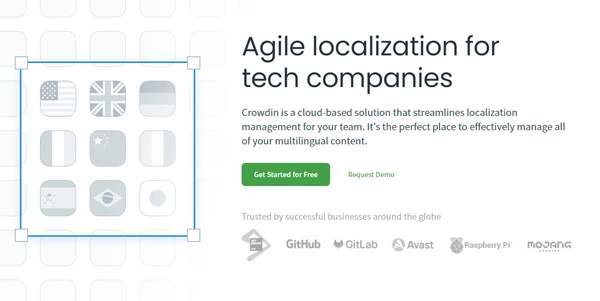 Agile localization for
tech companies
Crowdin is a cloud-based solution that streamlines localization
management for your team. It's the perfect place to effectively manage all
of your multilingual content.
Get Started for Free
Request Demo
Trusted by successful businesses around the globe
GitHub
GitLab
Avast
Raspberry Pi
MOJANG
STUDIOS